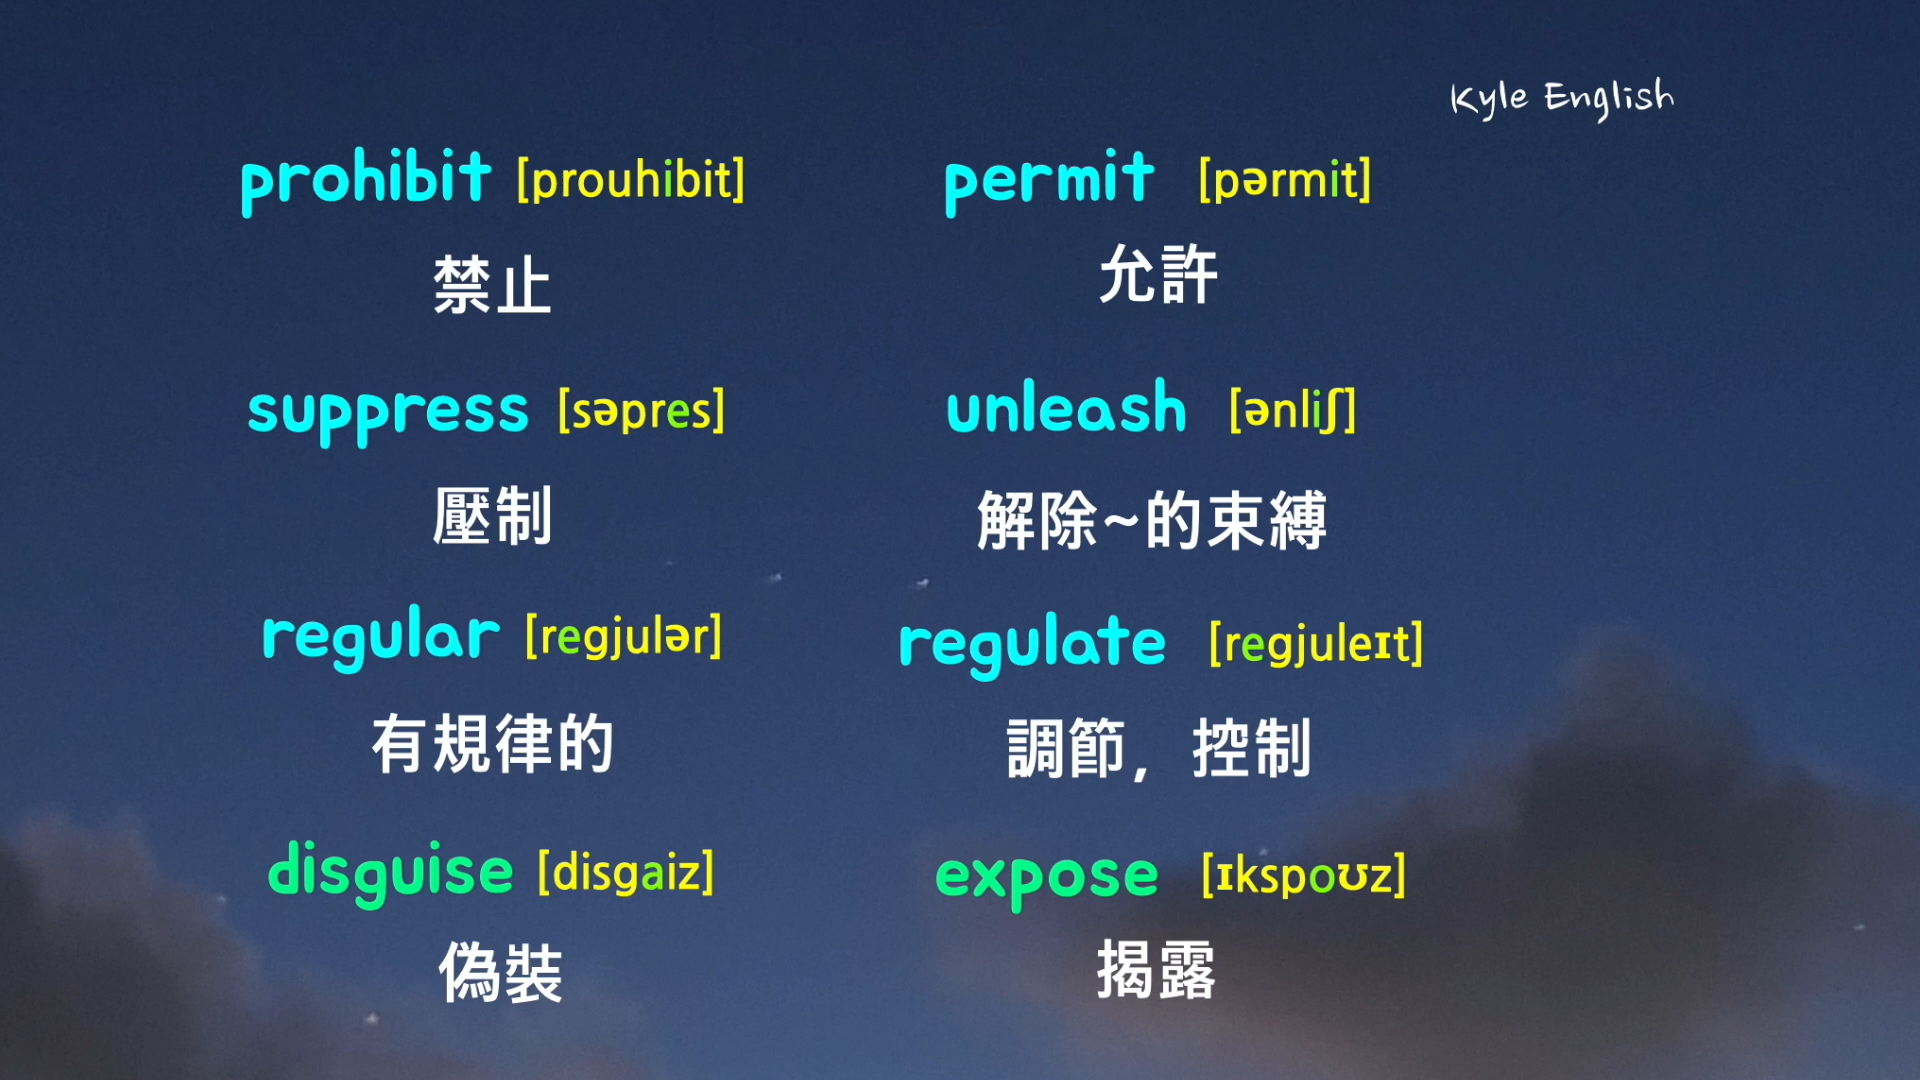 Kyle English
prohibit [prouhibit] permit [pərmit]
禁止 允許
suppress [səpres] unleash [ənliʃ]
壓制 解除~的束縛
regular [regjulər] regulate [regjuleɪt]
有規律的 調節，控制
disguise [disgaiz] expose [ɪkspoʊz]
偽裝 揭露